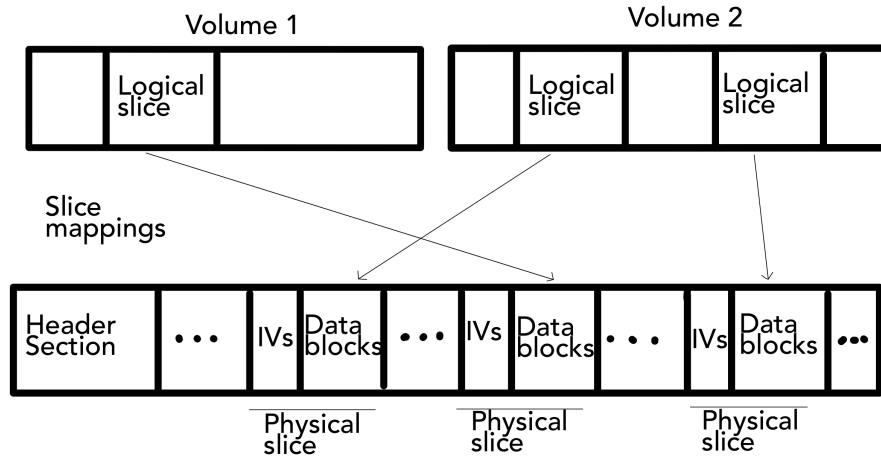 Volume 1
Volume 2
Logical
slice
Logical
slice
Logical
slice
Slice
mappings
Header
Section
...
IVs
Data
blocks
...
IVs
Data
blocks
...
IVs
Data
blocks
...
Physical
slice
Physical
slice
Physical
slice